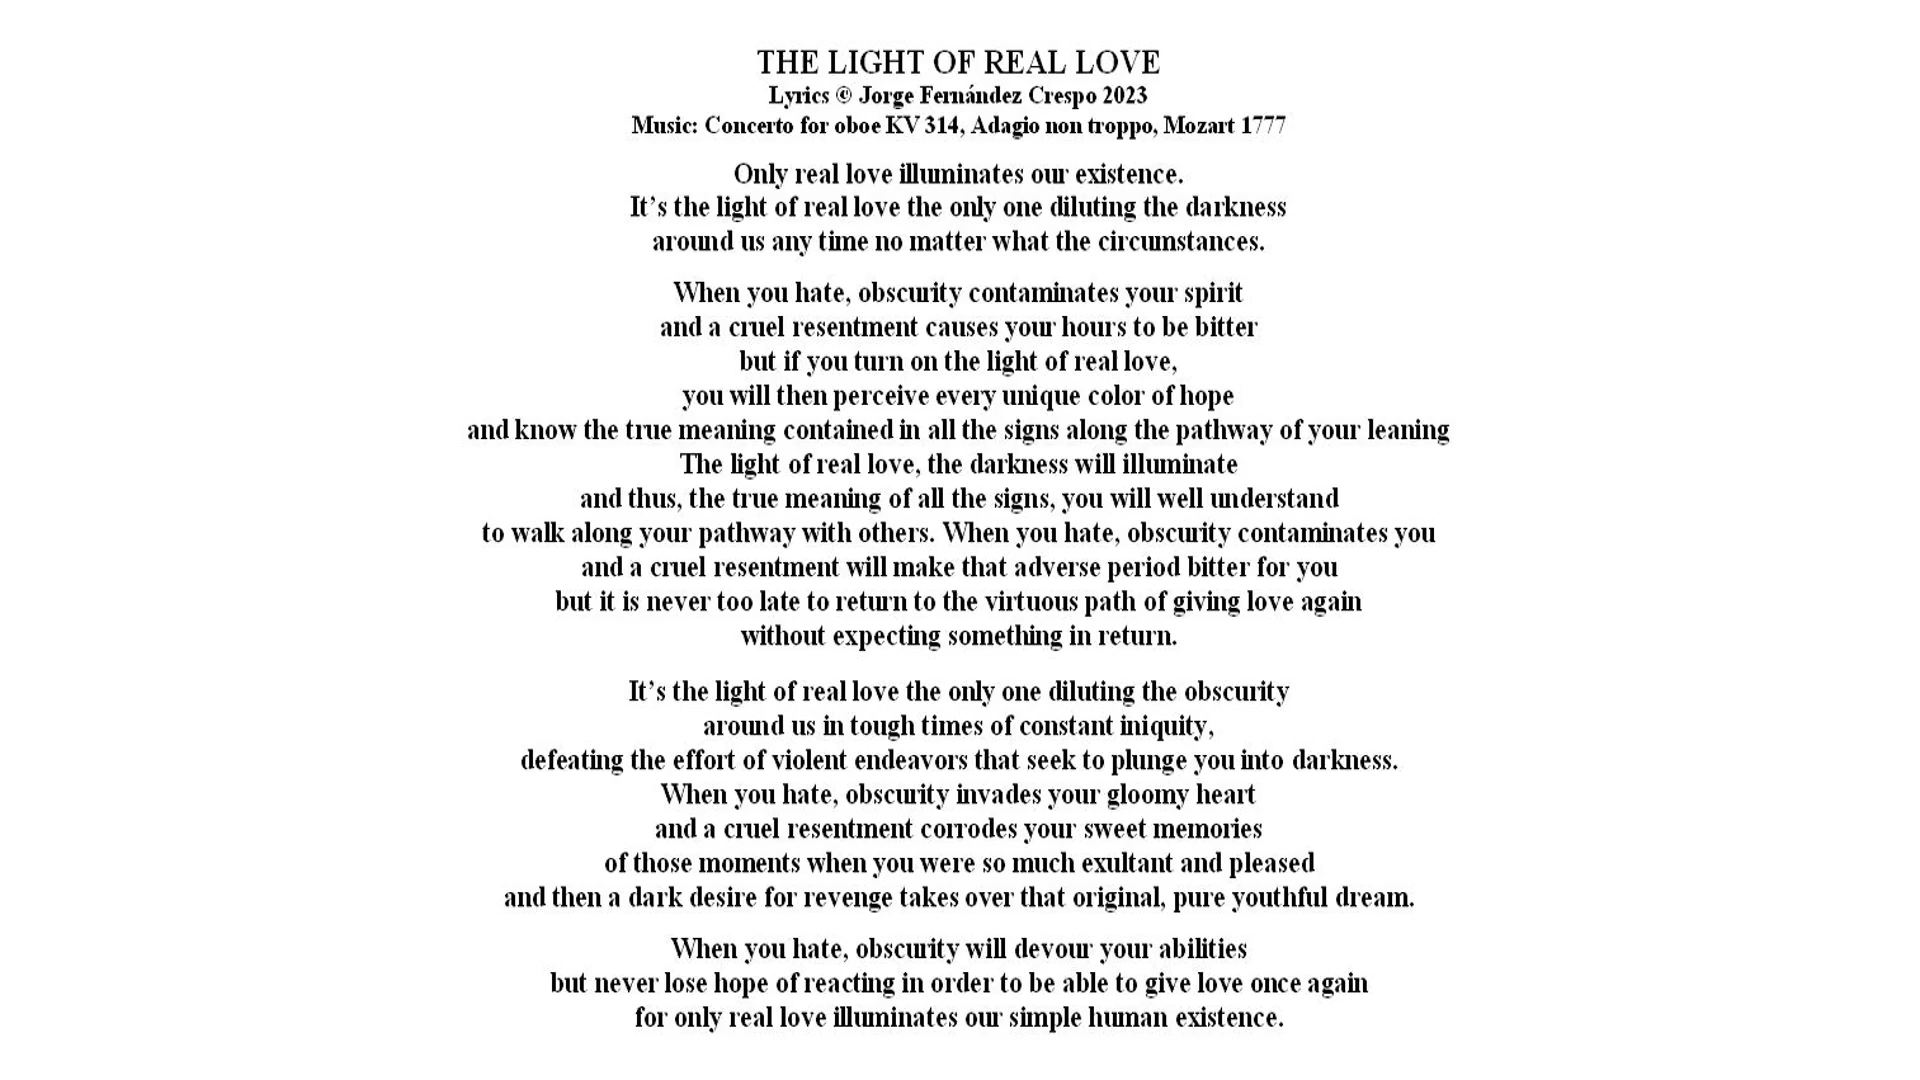 THE LIGHT OF REAL LOVE
Lyrics © Jorge Fernández Crespo 2023
Music: Concerto for oboe KV 314, Adagio non troppo, Mozart 1777
Only real love illuminates our existence.
It’s the light of real love the only one diluting the darkness
around us any time no matter what the circumstances.
When you hate, obscurity contaminates your spirit
and a cruel resentment causes your hours to be bitter
but if you turn on the light of real love,
you will then perceive every unique color of hope
and know the true meaning contained in all the signs along the pathway of your leaning
The light of real love, the darkness will illuminate
and thus, the true meaning of all the signs, you will well understand
to walk along your pathway with others. When you hate, obscurity contaminates you
and a cruel resentment will make that adverse period bitter for you
but it is never too late to return to the virtuous path of giving love again
without expecting something in return.
It’s the light of real love the only one diluting the obscurity
around us in tough times of constant iniquity,
defeating the effort of violent endeavors that seek to plunge you into darkness.
When you hate, obscurity invades your gloomy heart
and a cruel resentment corrodes your sweet memories
of those moments when you were so much exultant and pleased
and then a dark desire for revenge takes over that original, pure youthful dream.
When you hate, obscurity will devour your abilities
but never lose hope of reacting in order to be able to give love once again
for only real love illuminates our simple human existence.